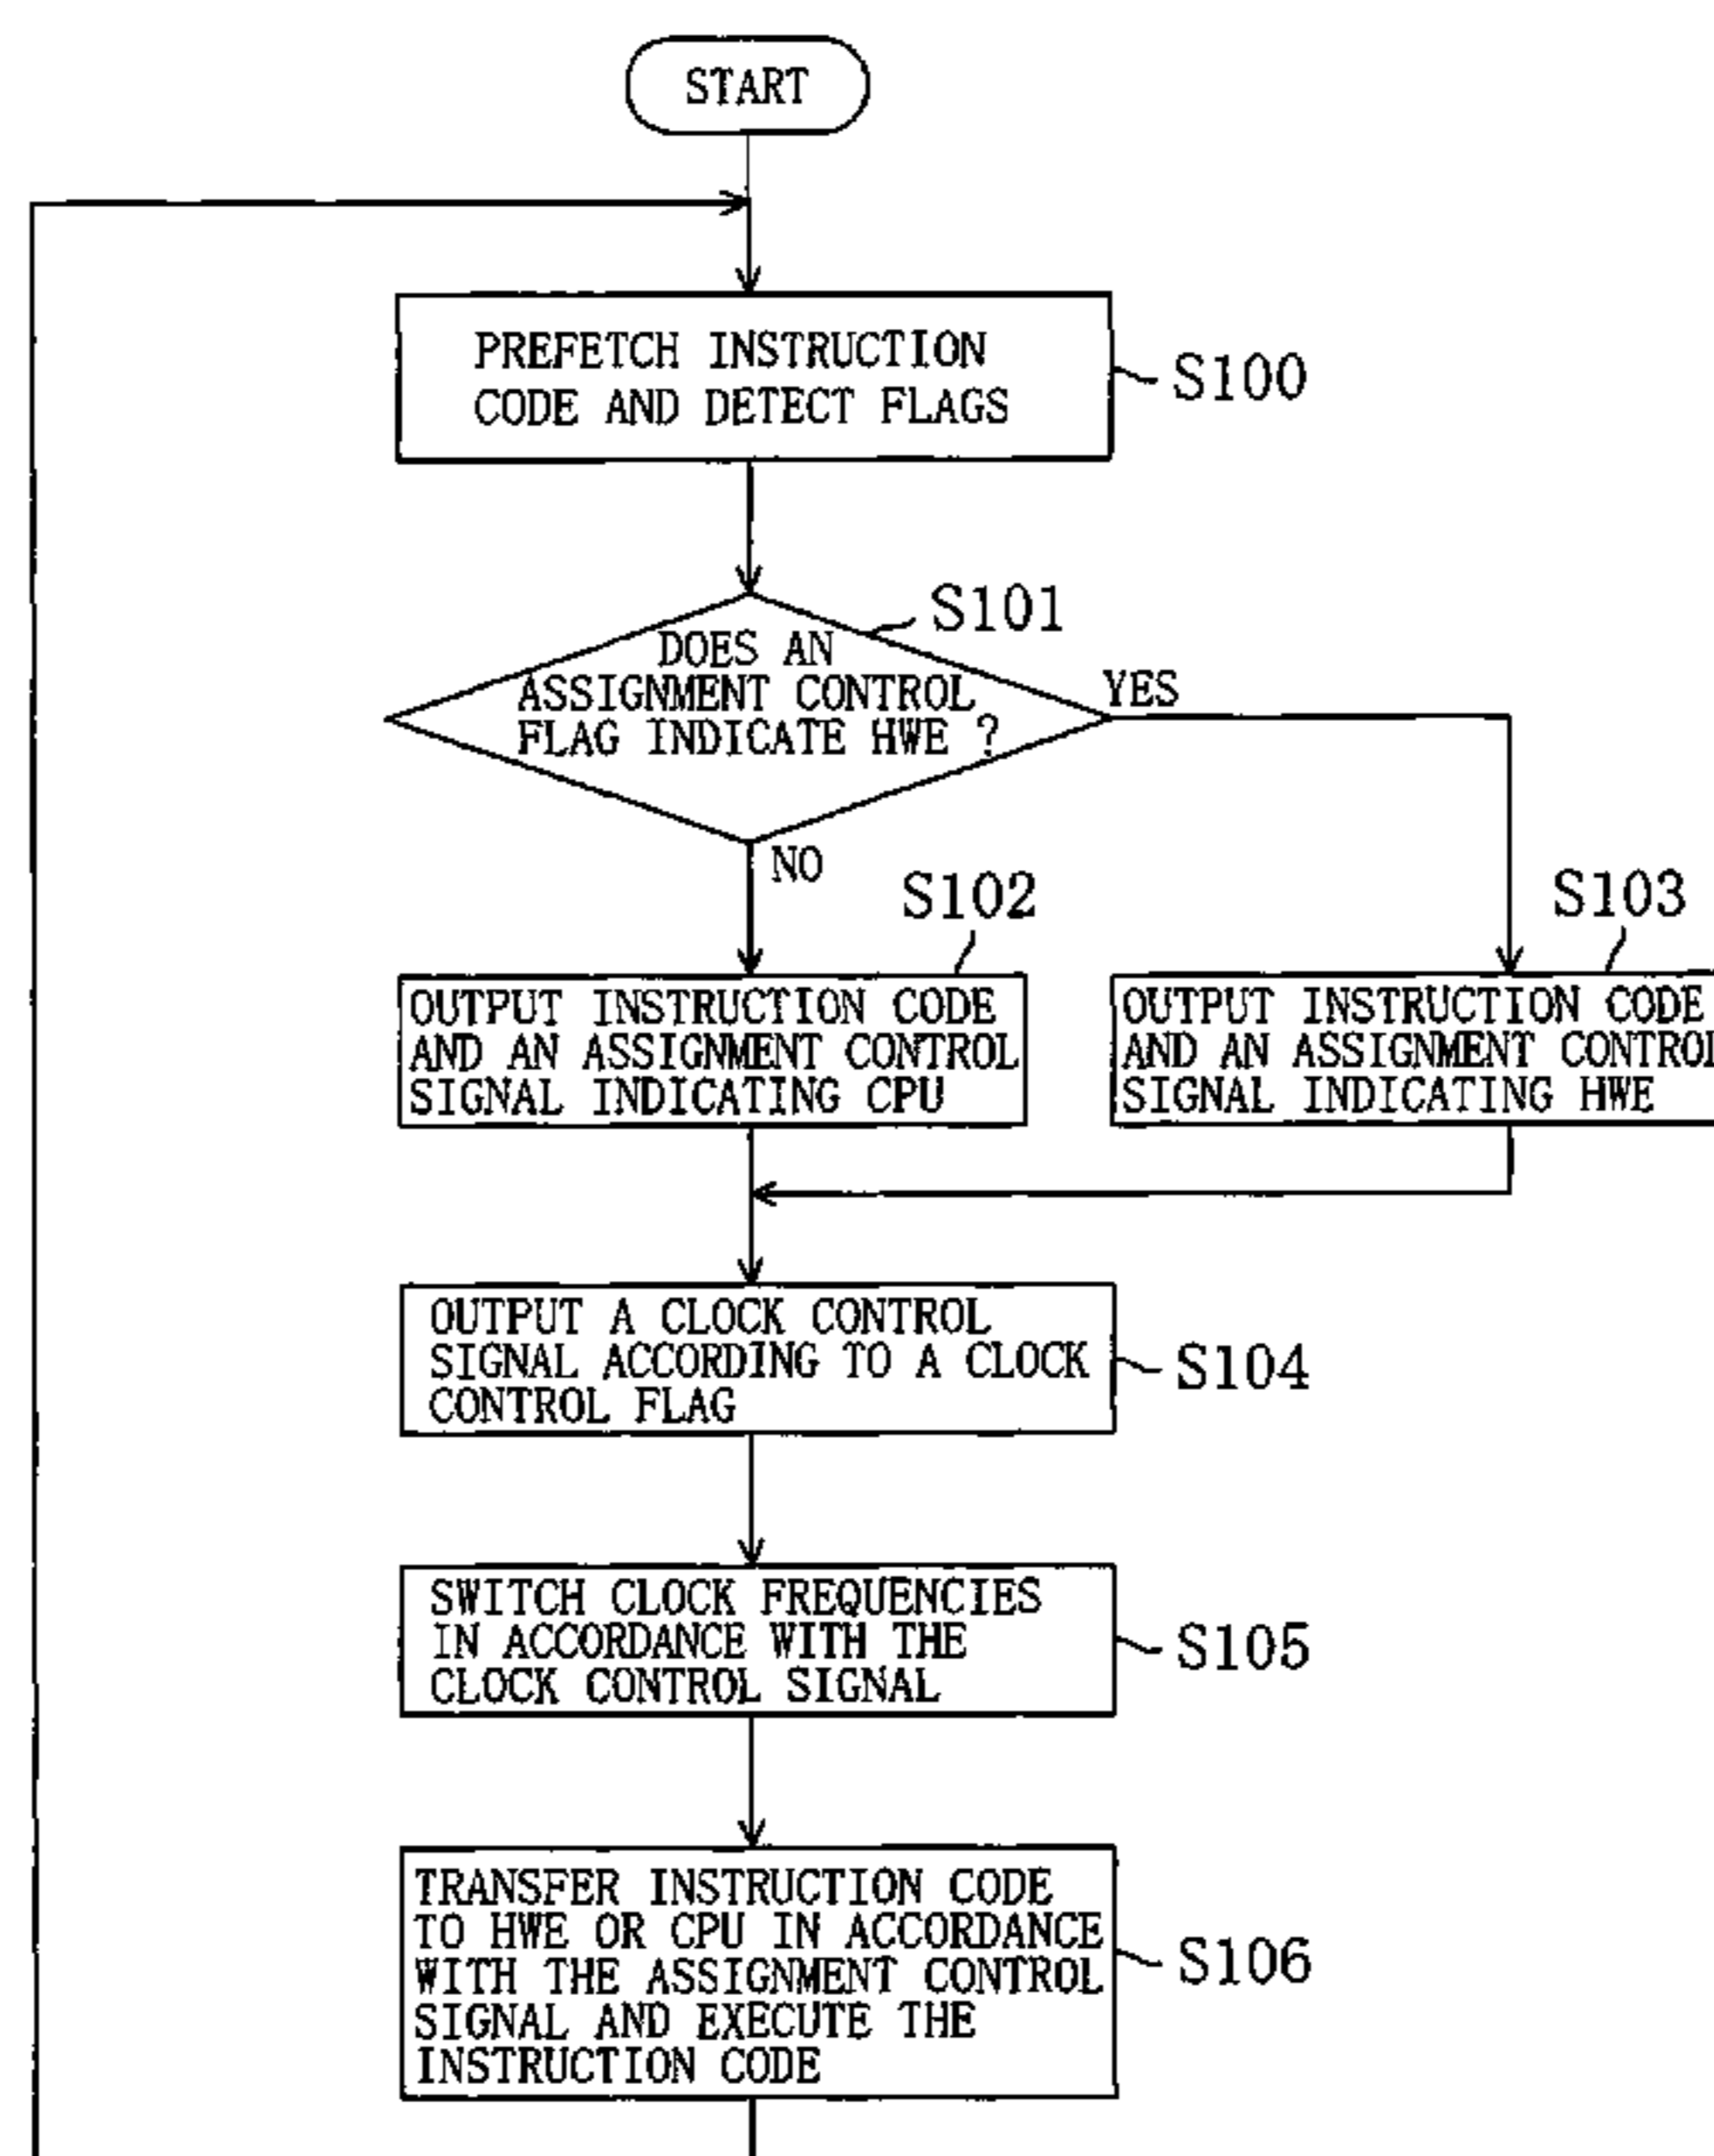 START
PREFETCH INSTRUCTION
CODE AND DETECT FLAGS
S100
S101
DOES AN
ASSIGNMENT CONTROL
FLAG INDICATE HWE ?
YES
NO
S102
OUTPUT INSTRUCTION CODE
AND AN ASSIGNMENT CONTROL
SIGNAL INDICATING CPU
S103
OUTPUT INSTRUCTION CODE
AND AN ASSIGNMENT CONTROL
SIGNAL INDICATING HWE
OUTPUT A CLOCK CONTROL
SIGNAL ACCORDING TO A CLOCK
CONTROL FLAG
S104
SWITCH CLOCK FREQUENCIES
IN ACCORDANCE WITH THE
CLOCK CONTROL SIGNAL
S105
TRANSFER INSTRUCTION CODE
TO HWE OR CPU IN ACCORDANCE
WITH THE ASSIGNMENT CONTROL
SIGNAL AND EXECUTE THE
INSTRUCTION CODE
S106